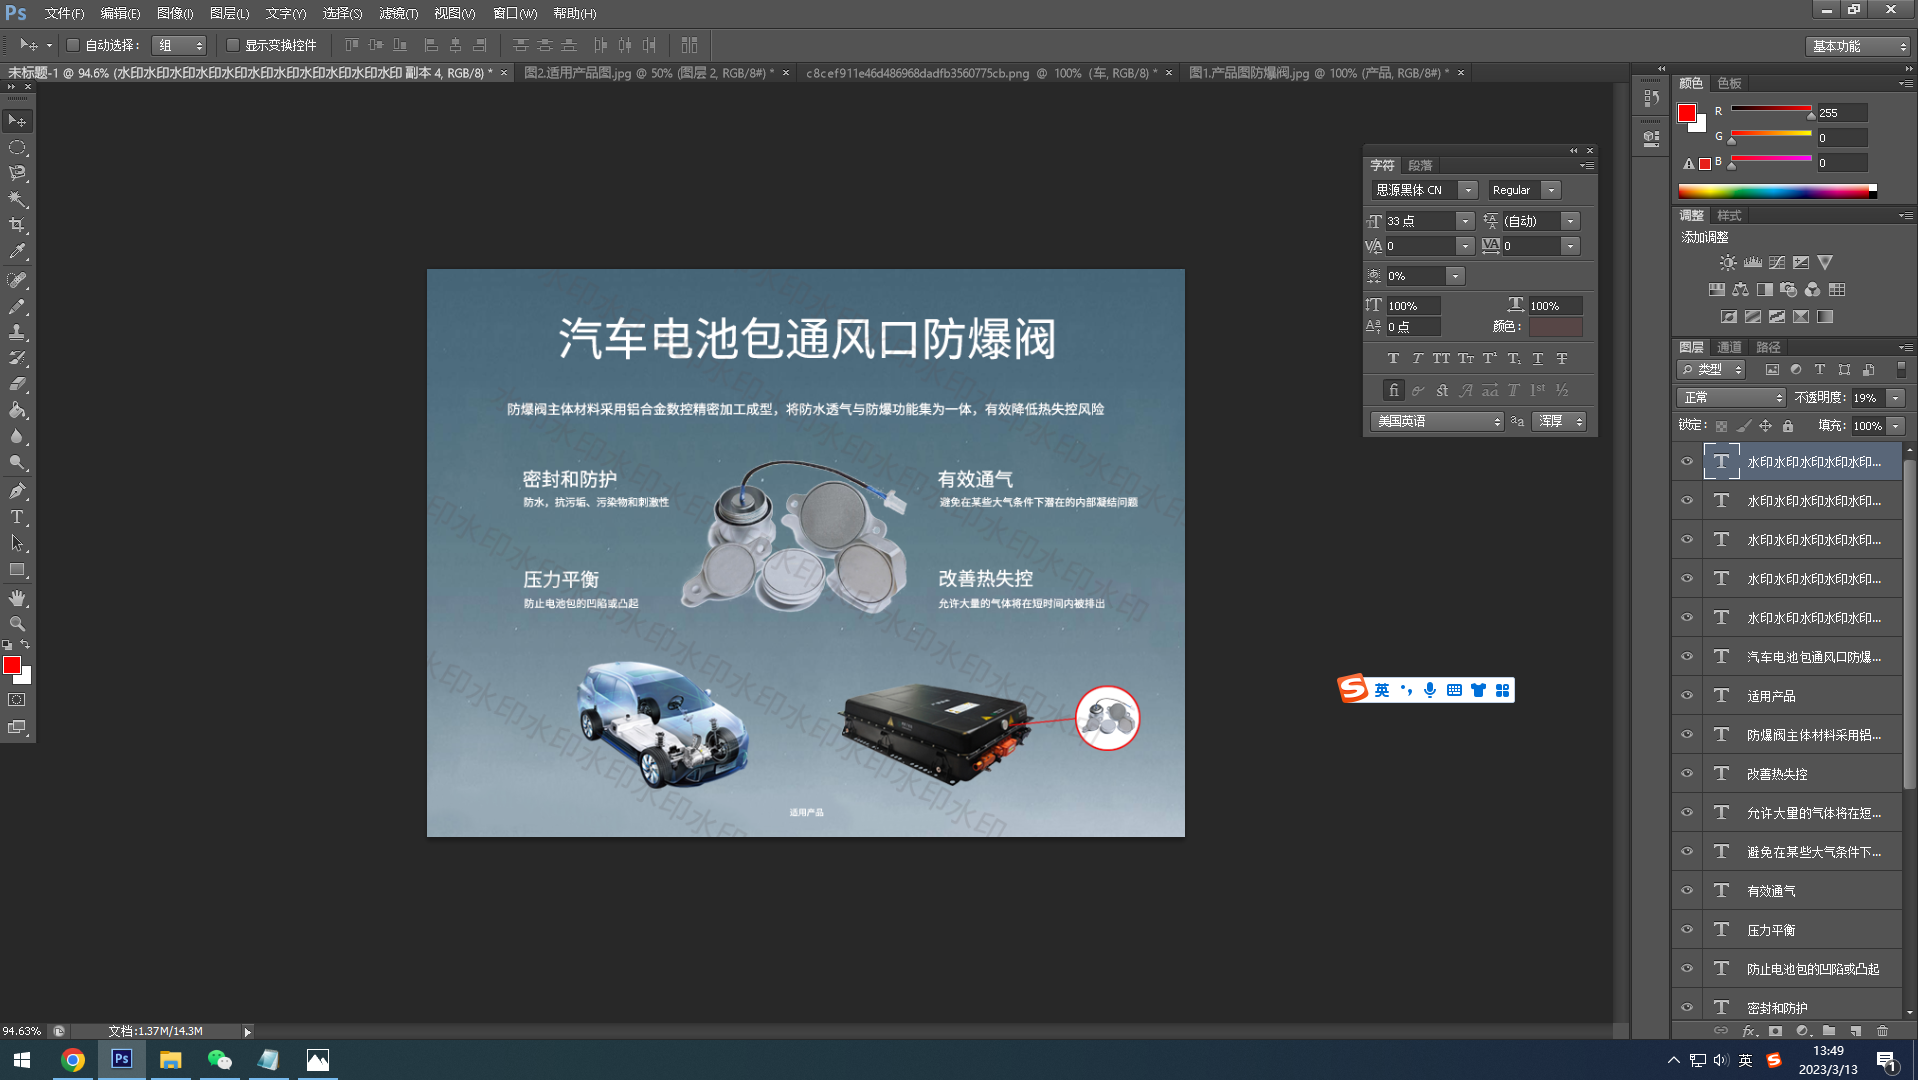 Ps 文件(F) 编辑(E) 图像(I) 图层(L) 文字(Y) 选择(S) 滤镜(T) 视图(V) 窗口(W) 帮助(H)
自动选择: 组 显示变换控件 基本功能
未标题-1 @ 94.6% (水印水印水印水印水印水印水印水印水印水印水印 副本 4, RGB/8) * × 图2.适用产品图.jpg @ 50% (图层 2, RGB/8#) * × c8cef911e46d486968dadfb3560775cb.png @ 100% (车, RGB/8) * × 图1.产品图防爆阀.jpg @ 100% (产品, RGB/8#) * ×
颜色 色板
R 255
G 0
B 0
调整 样式
添加调整
图层 通道 路径
类型
正常 不透明度: 19%
锁定: 填充: 100%
水印水印水印水印水印...
水印水印水印水印水印...
水印水印水印水印水印...
水印水印水印水印水印...
水印水印水印水印水印...
汽车电池包通风口防爆...
适用产品
防爆阀主体材料采用铝...
改善热失控
允许大量的气体将在短...
避免在某些大气条件下...
有效通气
压力平衡
防止电池包的凹陷或凸起
密封和防护
字符 段落
思源黑体 CN Regular
33 点 (自动)
0 0
0%
100% 100%
0 点 颜色:
美国英语 aa 浑厚
汽车电池包通风口防爆阀
防爆阀主体材料采用铝合金数控精密加工成型，将防水透气与防爆功能集为一体，有效降低热失控风险
密封和防护
防水，抗污垢、污染物和刺激性
有效通气
避免在某些大气条件下潜在的内部凝结问题
压力平衡
防止电池包的凹陷或凸起
改善热失控
允许大量的气体将在短时间内被排出
适用产品
英
94.63% 文档:1.37M/14.3M
Ps
英
13:49
2023/3/13
1